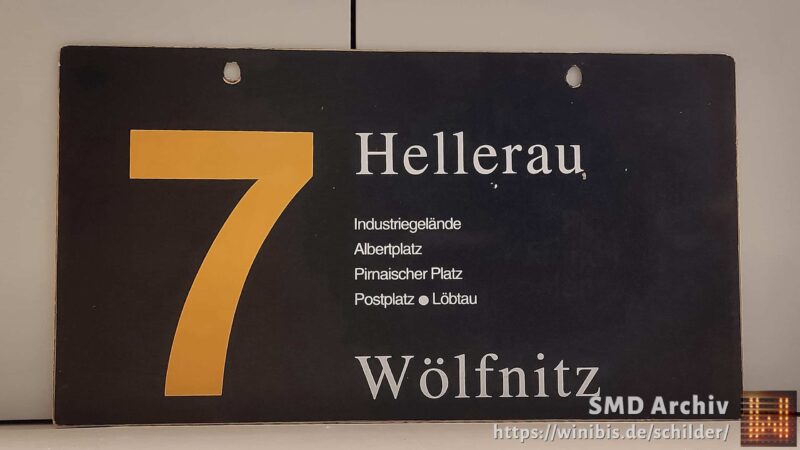 7
Hellerau
Industriegelände
Albertplatz
Pirnaischer Platz
Postplatz ● Löbtau
Wölfnitz
SMD Archiv
https://winibis.de/schilder/